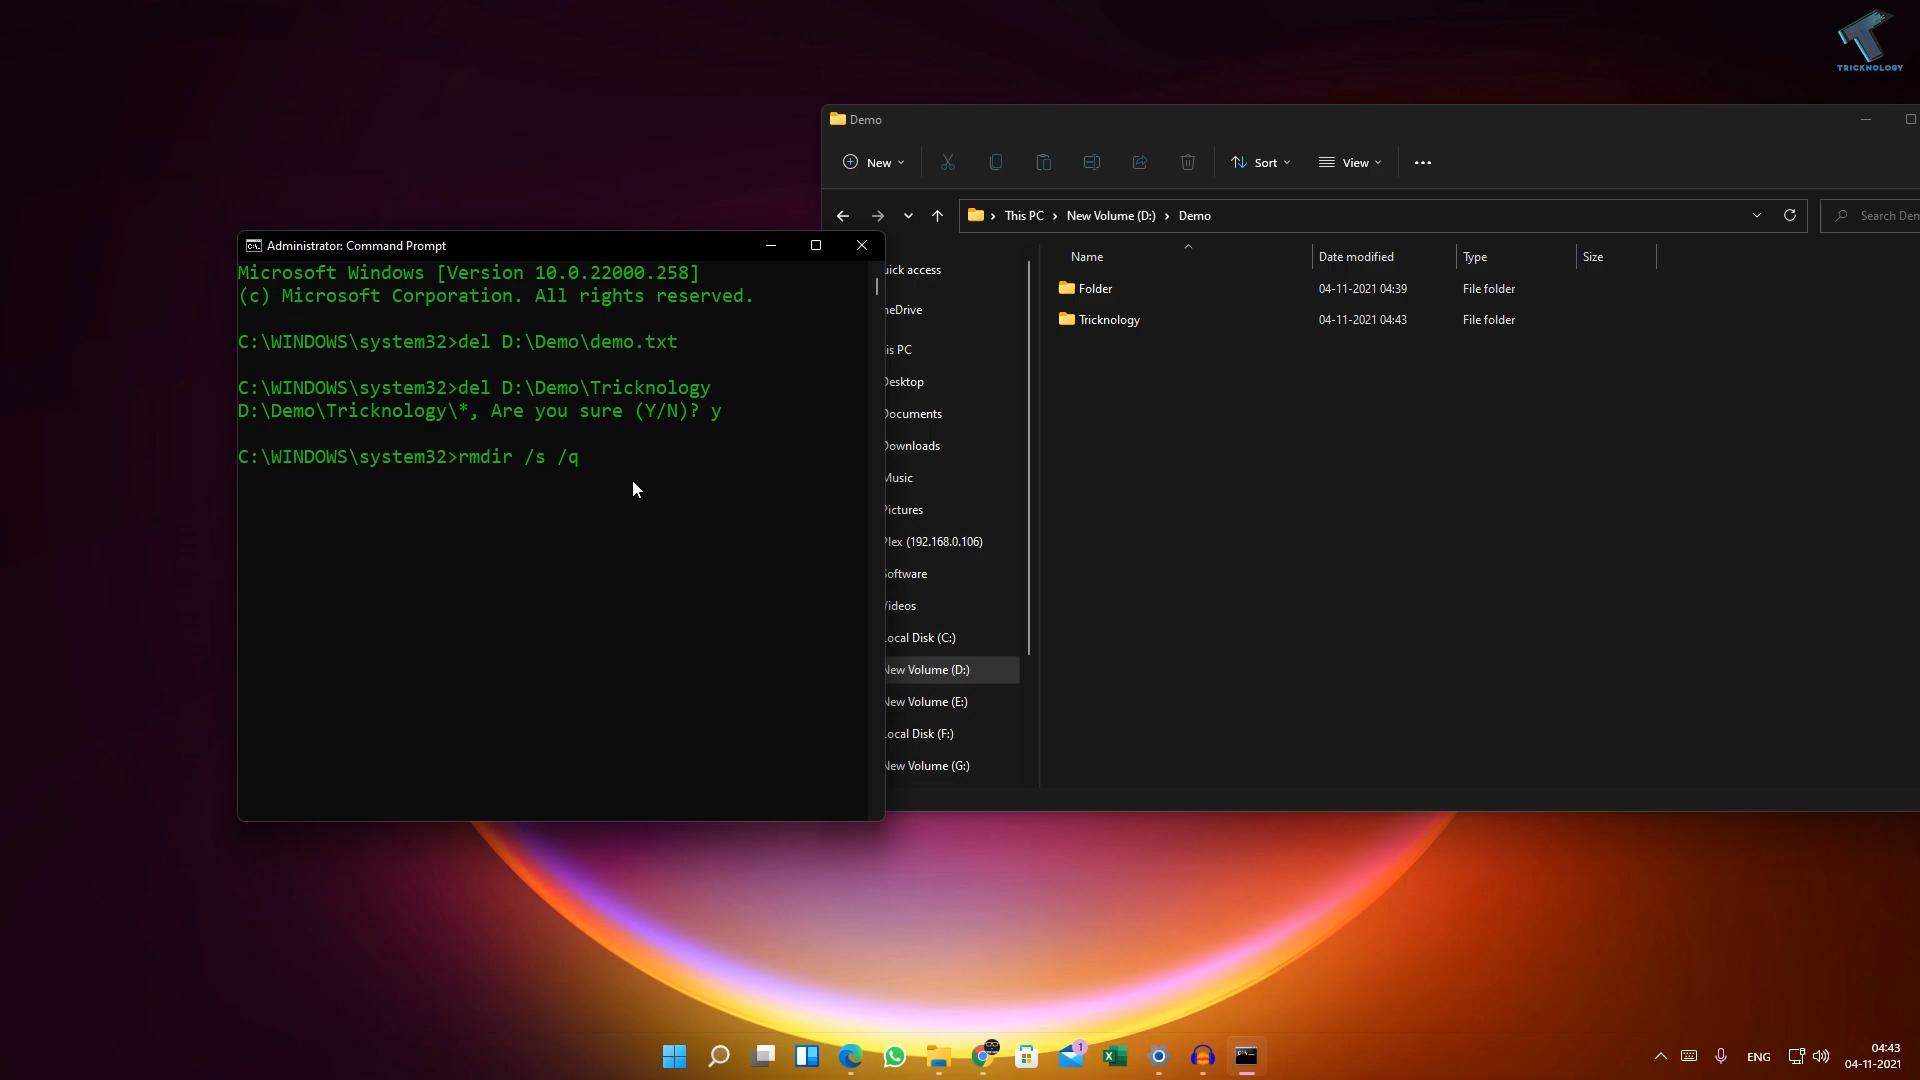 TRICKNOLOGY
Demo
New
Sort
View
This PC > New Volume (D:) > Demo
Search Dem
Administrator: Command Prompt
Microsoft Windows [Version 10.0.22000.258]
(c) Microsoft Corporation. All rights reserved.
C:\WINDOWS\system32>del D:\Demo\demo.txt
C:\WINDOWS\system32>del D:\Demo\Tricknology
D:\Demo\Tricknology\*, Are you sure (Y/N)? y
C:\WINDOWS\system32>rmdir /s /q
uick access
neDrive
is PC
Desktop
Documents
Downloads
Music
Pictures
Plex (192.168.0.106)
Software
Videos
Local Disk (C:)
New Volume (D:)
New Volume (E:)
Local Disk (F:)
New Volume (G:)
Name Date modified Type Size
Folder 04-11-2021 04:39 File folder
Tricknology 04-11-2021 04:43 File folder
1
ENG
04:43
04-11-2021